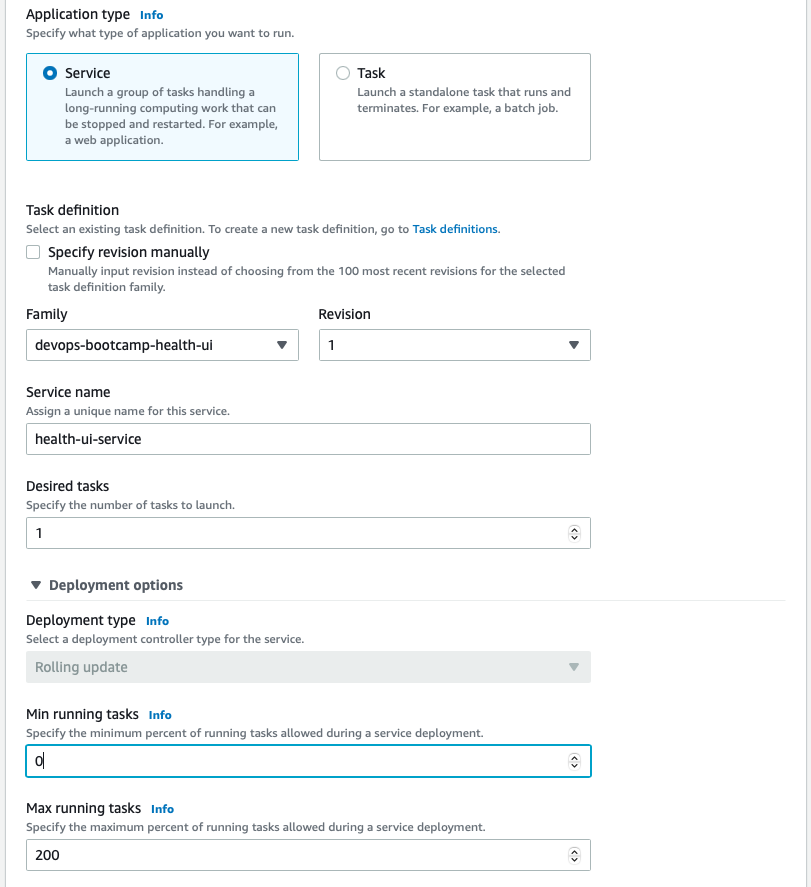 Application type Info
Specify what type of application you want to run.
Service
Launch a group of tasks handling a
long-running computing work that can
be stopped and restarted. For example,
a web application.
Task
Launch a standalone task that runs and
terminates. For example, a batch job.
Task definition
Select an existing task definition. To create a new task definition, go to Task definitions.
Specify revision manually
Manually input revision instead of choosing from the 100 most recent revisions for the selected
task definition family.
Family
devops-bootcamp-health-ui
Revision
1
Service name
Assign a unique name for this service.
health-ui-service
Desired tasks
Specify the number of tasks to launch.
1
Deployment options
Deployment type Info
Select a deployment controller type for the service.
Rolling update
Min running tasks Info
Specify the minimum percent of running tasks allowed during a service deployment.
0
Max running tasks Info
Specify the maximum percent of running tasks allowed during a service deployment.
200